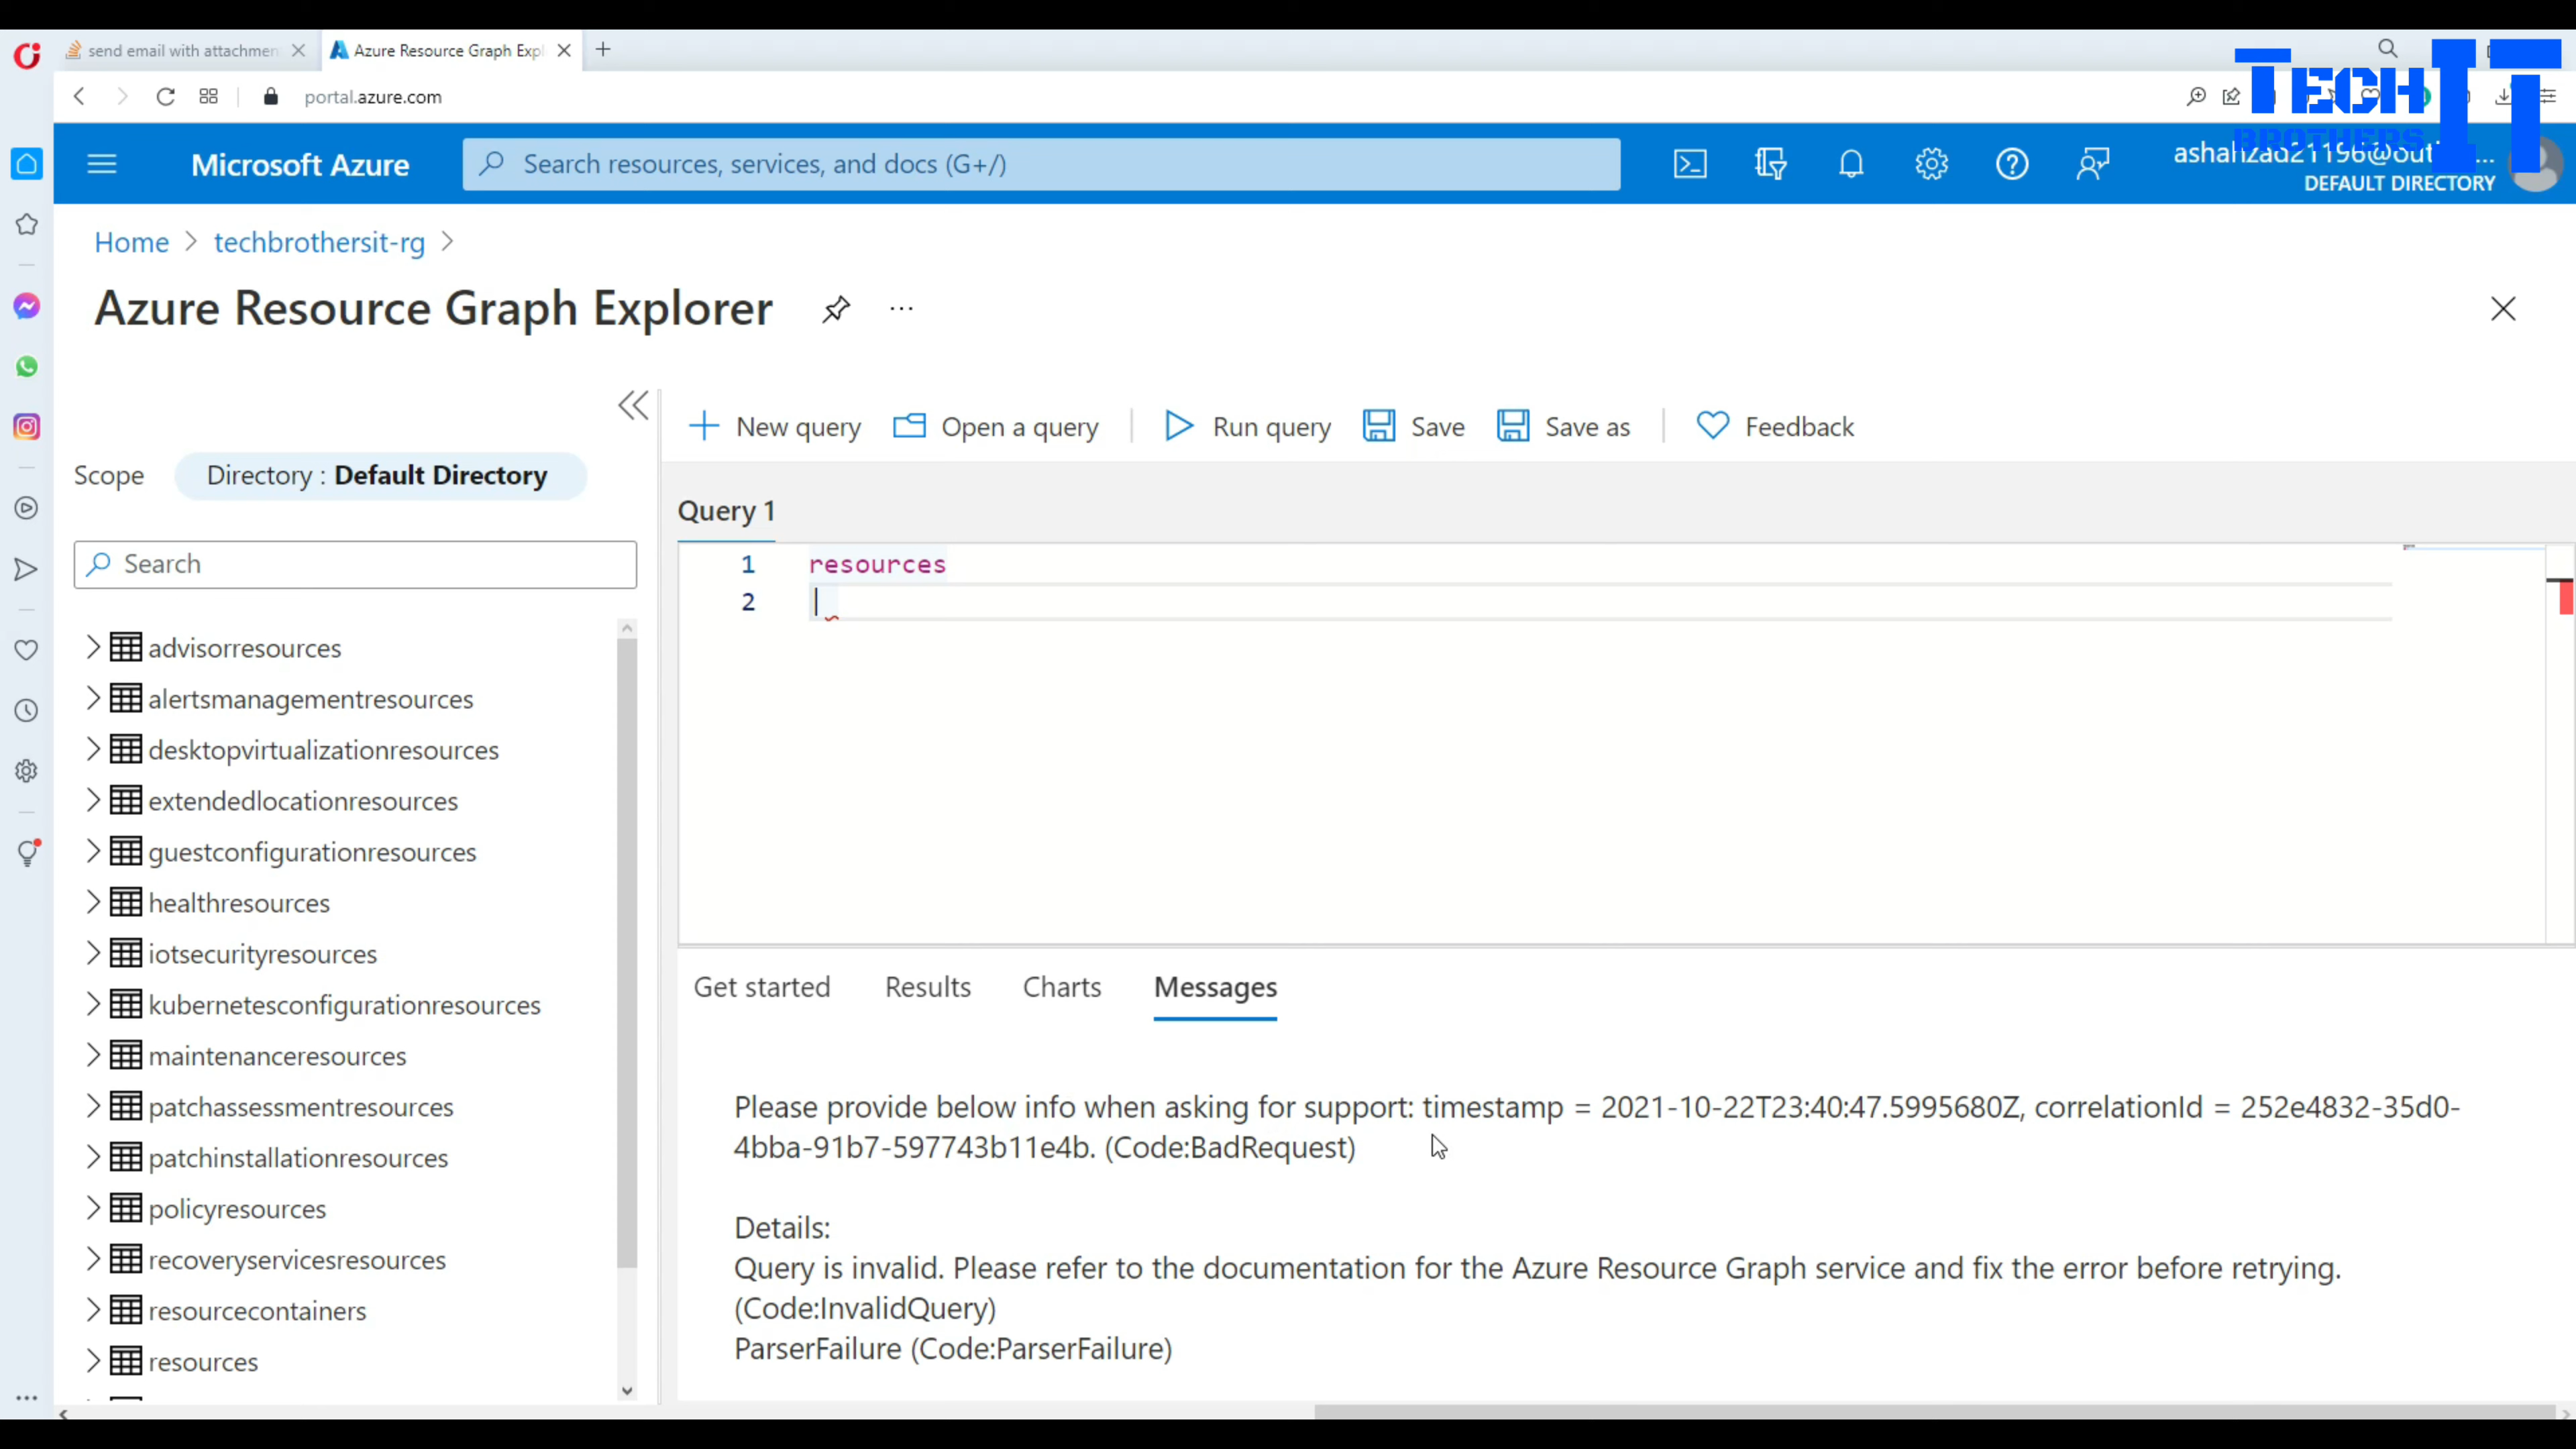 send email with attachmen
Azure Resource Graph Expl
portal.azure.com
TECH IT
BROTHERS
Microsoft Azure
Search resources, services, and docs (G+/)
DEFAULT DIRECTORY
Home > techbrothersit-rg >
Azure Resource Graph Explorer
New query
Open a query
Run query
Save
Save as
Feedback
Scope
Directory : Default Directory
Search
Query 1
1 resources
2
advisorresources
alertsmanagementresources
desktopvirtualizationresources
extendedlocationresources
guestconfigurationresources
healthresources
iotsecurityresources
kubernetesconfigurationresources
maintenanceresources
patchassessmentresources
patchinstallationresources
policyresources
recoveryservicesresources
resourcecontainers
resources
Get started
Results
Charts
Messages
Please provide below info when asking for support: timestamp = 2021-10-22T23:40:47.5995680Z, correlationId = 252e4832-35d0-
4bba-91b7-597743b11e4b. (Code:BadRequest)
Details:
Query is invalid. Please refer to the documentation for the Azure Resource Graph service and fix the error before retrying.
(Code:InvalidQuery)
ParserFailure (Code:ParserFailure)